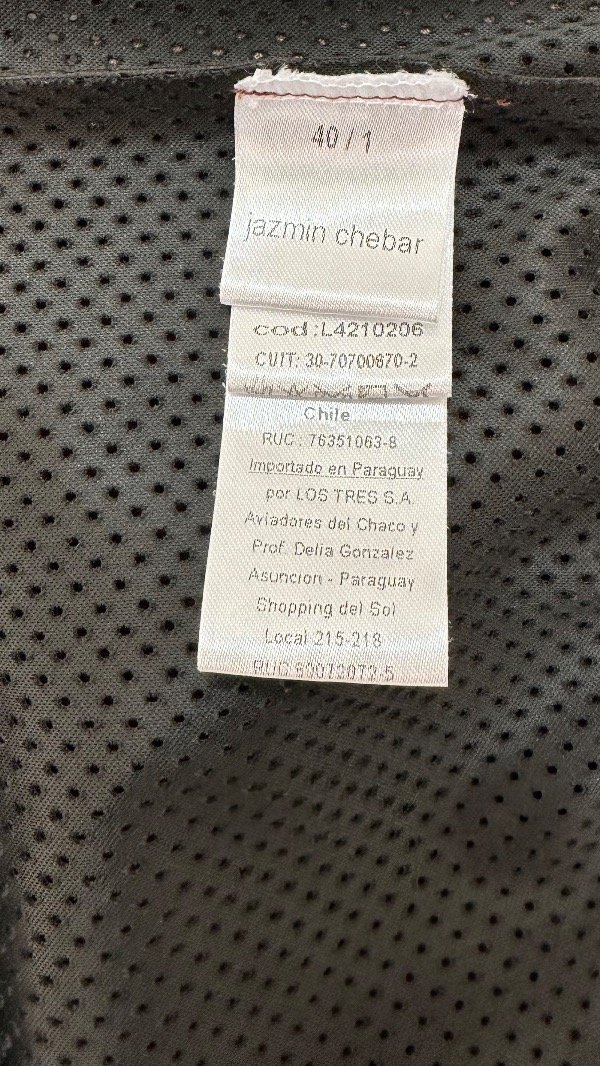 40 / 1
jazmin chebar
cod :L4210206
CUIT: 30-70700670-2
Chile
RUC : 76351063-8
Importado en Paraguay
por LOS TRES S.A.
Aviadores del Chaco y
Prof. Delia Gonzalez
Asuncion - Paraguay
Shopping del Sol
Local 215-218
RUC